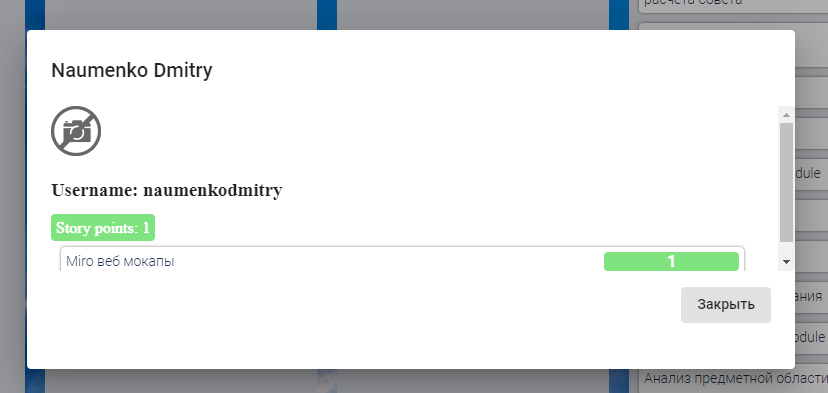 расчета совета
Naumenko Dmitry
Username: naumenkodmitry
Story points: 1
Miro веб мокапы 1
Закрыть
dule
ания
odule
Анализ предметной области